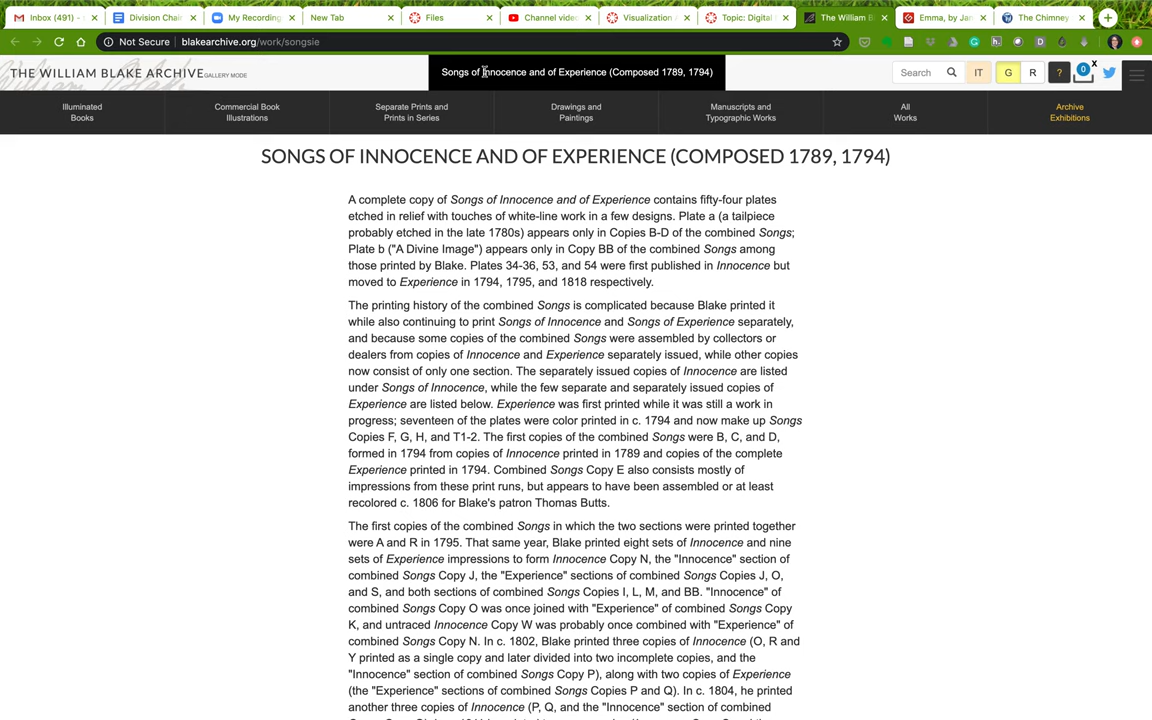 Inbox (491) - s
Division Chair
My Recording
New Tab
Files
Channel video
Visualization A
Topic: Digital
The William B
Emma, by Jan
The Chimney
Not Secure | blakearchive.org/work/songsie
THE WILLIAM BLAKE ARCHIVE GALLERY MODE
Songs of Innocence and of Experience (Composed 1789, 1794)
Search
IT
G
R
?
0
X
Illuminated
Books
Commercial Book
Illustrations
Separate Prints and
Prints in Series
Drawings and
Paintings
Manuscripts and
Typographic Works
All
Works
Archive
Exhibitions
SONGS OF INNOCENCE AND OF EXPERIENCE (COMPOSED 1789, 1794)
A complete copy of Songs of Innocence and of Experience contains fifty-four plates
etched in relief with touches of white-line work in a few designs. Plate a (a tailpiece
probably etched in the late 1780s) appears only in Copies B-D of the combined Songs;
Plate b ("A Divine Image") appears only in Copy BB of the combined Songs among
those printed by Blake. Plates 34-36, 53, and 54 were first published in Innocence but
moved to Experience in 1794, 1795, and 1818 respectively.
The printing history of the combined Songs is complicated because Blake printed it
while also continuing to print Songs of Innocence and Songs of Experience separately,
and because some copies of the combined Songs were assembled by collectors or
dealers from copies of Innocence and Experience separately issued, while other copies
now consist of only one section. The separately issued copies of Innocence are listed
under Songs of Innocence, while the few separate and separately issued copies of
Experience are listed below. Experience was first printed while it was still a work in
progress; seventeen of the plates were color printed in c. 1794 and now make up Songs
Copies F, G, H, and T1-2. The first copies of the combined Songs were B, C, and D,
formed in 1794 from copies of Innocence printed in 1789 and copies of the complete
Experience printed in 1794. Combined Songs Copy E also consists mostly of
impressions from these print runs, but appears to have been assembled or at least
recolored c. 1806 for Blake's patron Thomas Butts.
The first copies of the combined Songs in which the two sections were printed together
were A and R in 1795. That same year, Blake printed eight sets of Innocence and nine
sets of Experience impressions to form Innocence Copy N, the "Innocence" section of
combined Songs Copy J, the "Experience" sections of combined Songs Copies J, O,
and S, and both sections of combined Songs Copies I, L, M, and BB. "Innocence" of
combined Songs Copy O was once joined with "Experience" of combined Songs Copy
K, and untraced Innocence Copy W was probably once combined with "Experience" of
combined Songs Copy N. In c. 1802, Blake printed three copies of Innocence (O, R and
Y printed as a single copy and later divided into two incomplete copies, and the
"Innocence" section of combined Songs Copy P), along with two copies of Experience
(the "Experience" sections of combined Songs Copies P and Q). In c. 1804, he printed
another three copies of Innocence (P, Q, and the "Innocence" section of combined